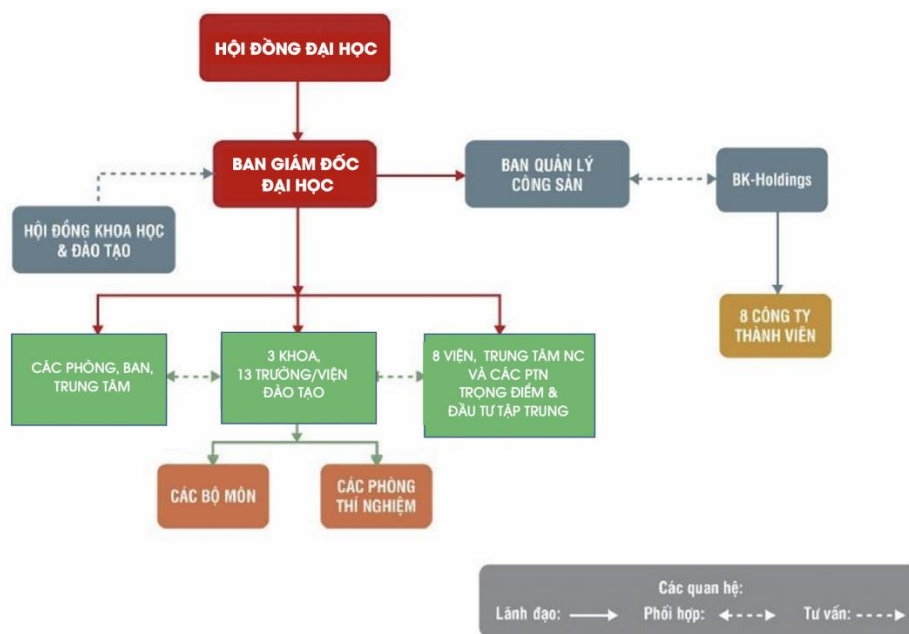 HỘI ĐỒNG ĐẠI HỌC
BAN GIÁM ĐỐC
ĐẠI HỌC
BAN QUẢN LÝ
CÔNG SẢN
BK-Holdings
HỘI ĐỒNG KHOA HỌC
& ĐÀO TẠO
8 CÔNG TY
THÀNH VIÊN
CÁC PHÒNG, BAN,
TRUNG TÂM
3 KHOA,
13 TRƯỜNG/VIỆN
ĐÀO TẠO
8 VIỆN, TRUNG TÂM NC
VÀ CÁC PTN
TRỌNG ĐIỂM &
ĐẦU TƯ TẬP TRUNG
CÁC BỘ MÔN
CÁC PHÒNG
THÍ NGHIỆM
Các quan hệ:
Lãnh đạo: Phối hợp: Tư vấn: